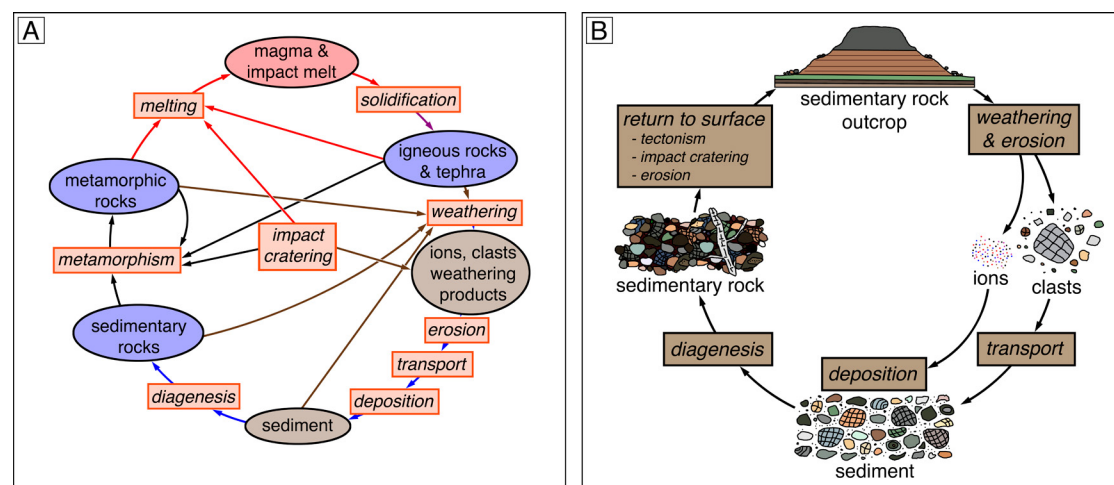 A
magma &
impact melt
melting
solidification
igneous rocks
& tephra
metamorphic
rocks
weathering
impact
cratering
ions, clasts
weathering
products
metamorphism
sedimentary
rocks
erosion
transport
diagenesis
deposition
sediment
B
sedimentary rock
outcrop
return to surface
- tectonism
- impact cratering
- erosion
weathering
& erosion
sedimentary rock
ions
clasts
diagenesis
transport
deposition
sediment